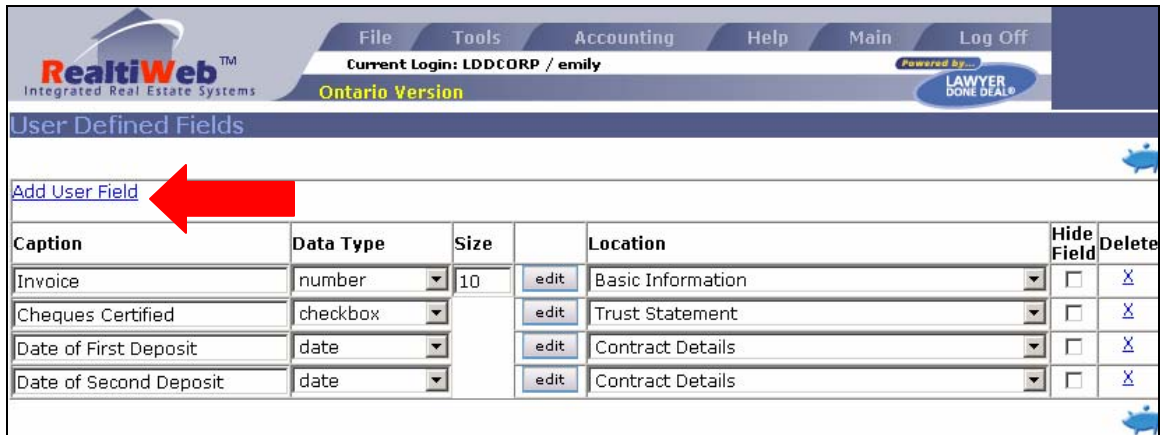 File Tools Accounting Help Main Log Off
RealtiWeb™
Integrated Real Estate Systems
Current Login: LDDCORP / emily
Powered by...
LAWYER
DONE DEAL®
Ontario Version
User Defined Fields
Add User Field
Caption Data Type Size Location Hide Field Delete
Invoice number 10 edit Basic Information X
Cheques Certified checkbox edit Trust Statement X
Date of First Deposit date edit Contract Details X
Date of Second Deposit date edit Contract Details X